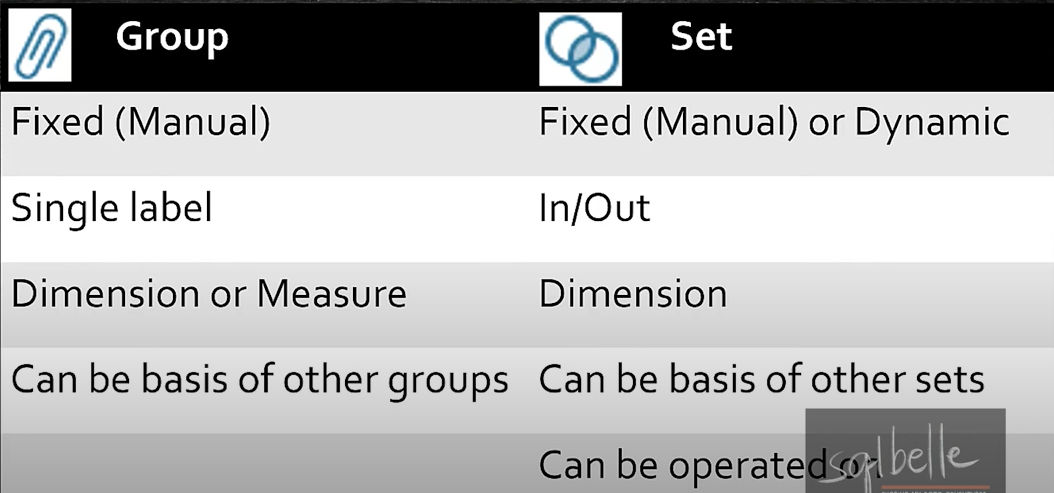 Group Set
Fixed (Manual) Fixed (Manual) or Dynamic
Single label In/Out
Dimension or Measure Dimension
Can be basis of other groups Can be basis of other sets
Can be operated on
sqlbelle